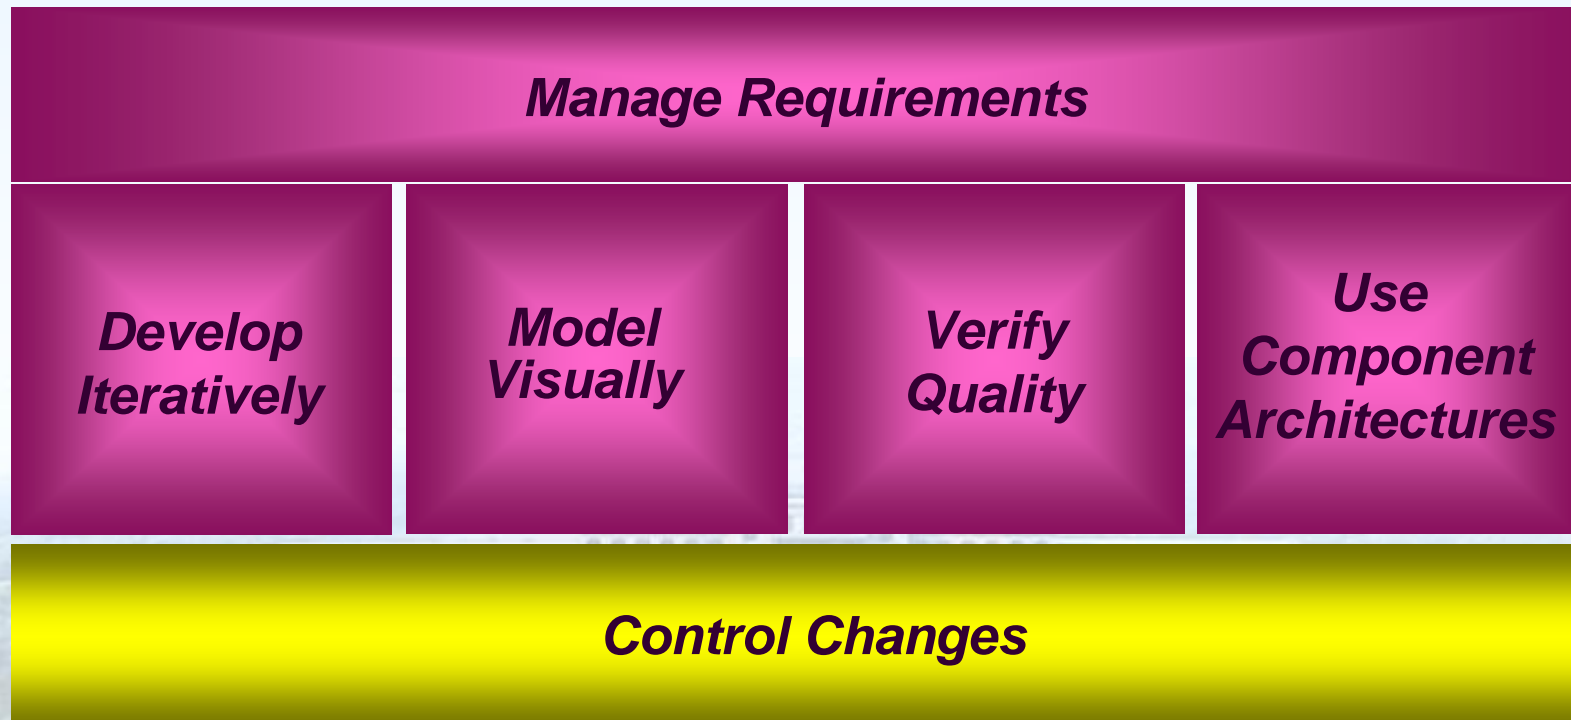 Manage Requirements
Develop
Iteratively
Model
Visually
Verify
Quality
Use
Component
Architectures
Control Changes